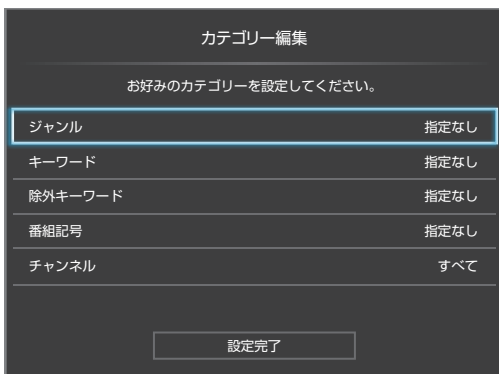 カテゴリー編集
お好みのカテゴリーを設定してください。
ジャンル 指定なし
キーワード 指定なし
除外キーワード 指定なし
番組記号 指定なし
チャンネル すべて
設定完了